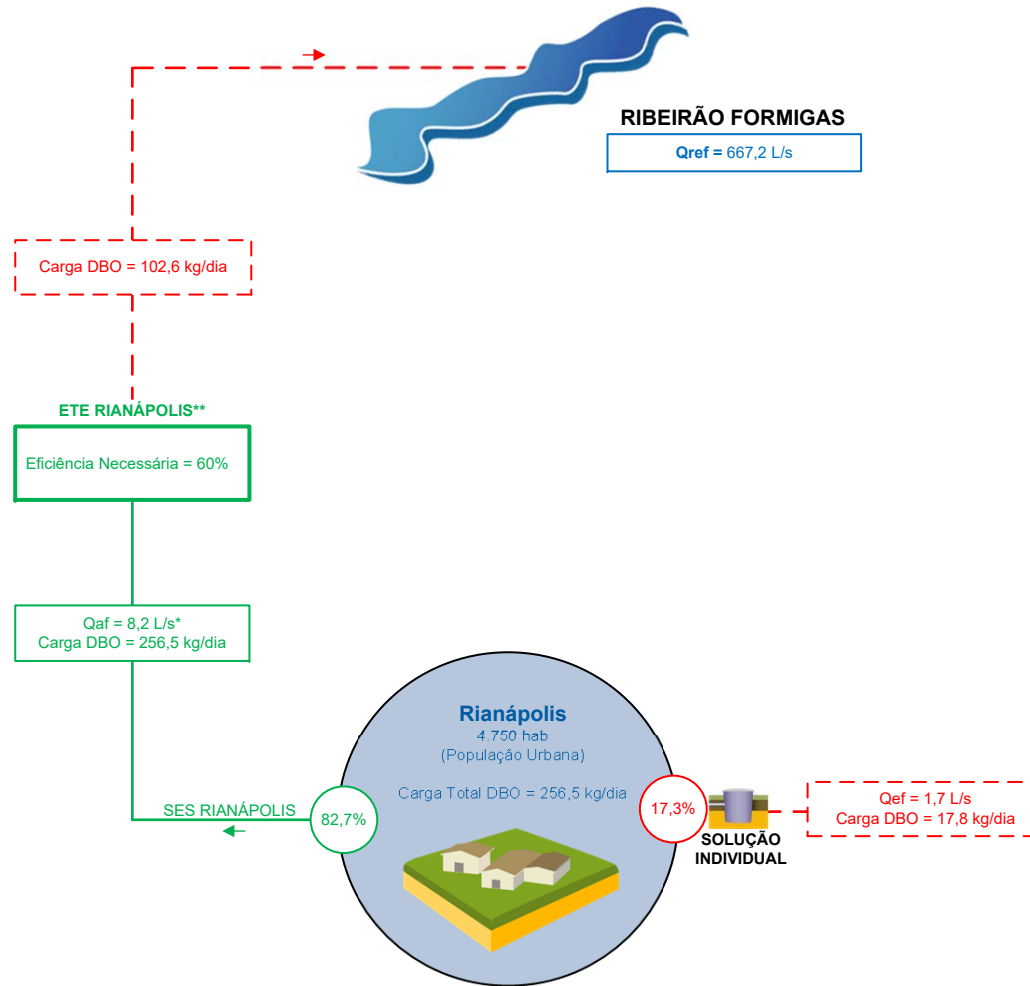 RIBEIRÃO FORMIGAS
Qref = 667,2 L/s
Carga DBO = 102,6 kg/dia
ETE RIANÁPOLIS**
Eficiência Necessária = 60%
Qaf = 8,2 L/s*
Carga DBO = 256,5 kg/dia
Rianápolis
4.750 hab
(População Urbana)
Carga Total DBO = 256,5 kg/dia
SES RIANÁPOLIS
82,7%
17,3%
SOLUÇÃO
INDIVIDUAL
Qef = 1,7 L/s
Carga DBO = 17,8 kg/dia